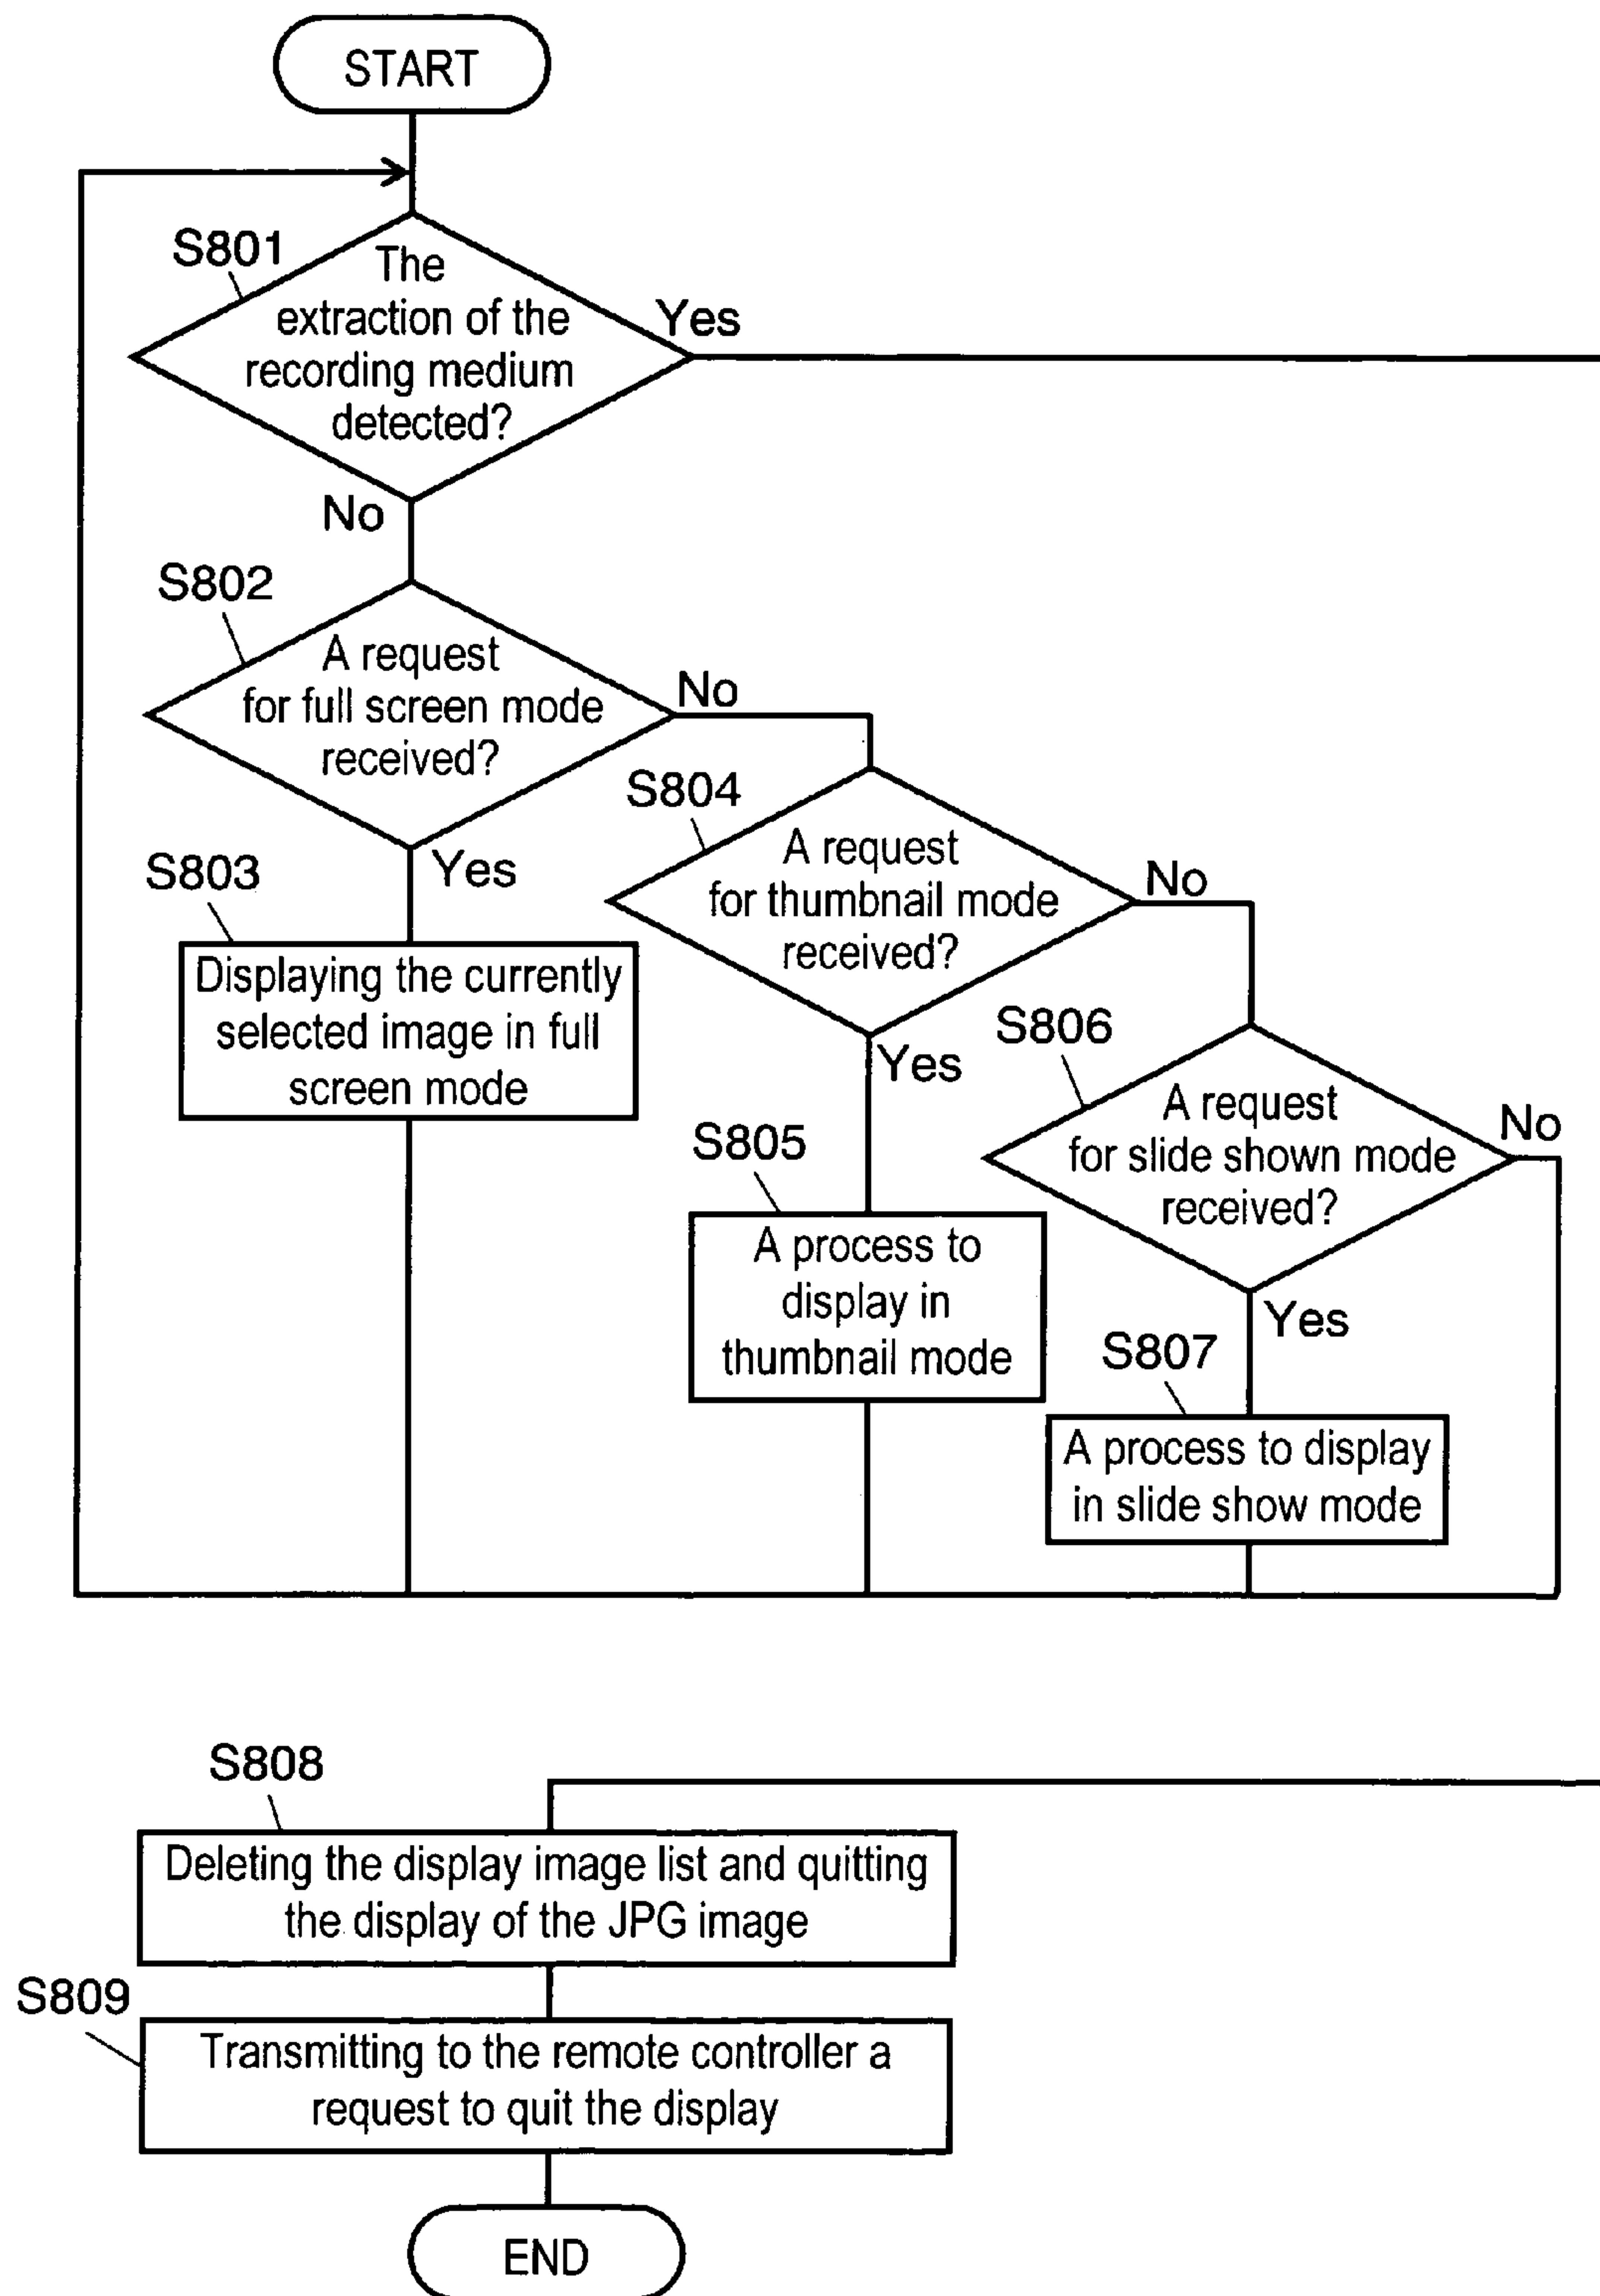 START
S801
The
extraction of the
recording medium
detected?
Yes
No
S802
A request
for full screen mode
received?
No
Yes
S803
Displaying the currently
selected image in full
screen mode
S804
A request
for thumbnail mode
received?
No
Yes
S805
A process to
display in
thumbnail mode
S806
A request
for slide shown mode
received?
No
Yes
S807
A process to display
in slide show mode
S808
Deleting the display image list and quitting
the display of the JPG image
S809
Transmitting to the remote controller a
request to quit the display
END